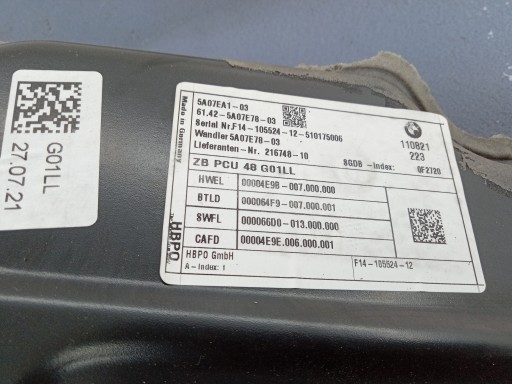 G01LL
27.07.21
Made in Germany
5A07EA1-03
61.42-5A07E78-03
Serial Nr.F14-105524-12-510175006
Wandler5A07E78-03
Lieferanten-Nr. 216748-10
110821
223
8GDB -Index: 0F2720
ZB PCU 48 G01LL
HWEL 00004E9B-007.000.000
BTLD 000064F9-007.000.001
SWFL 000066D0-013.000.000
CAFD 00004E9E.006.000.001
HBPO
HBPO GmbH
A-Index: 1
F14-105524-12